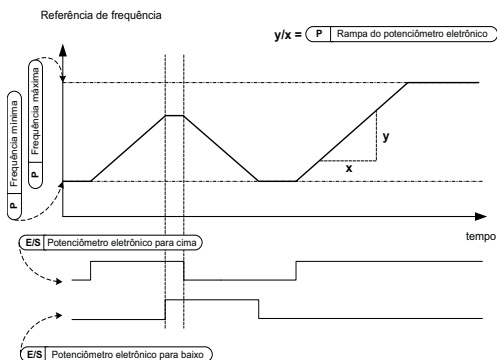 Referência de frequência
y/x = P Rampa do potenciômetro eletrônico
P Frequência mínima
P Frequência máxima
y
x
tempo
E/S Potenciômetro eletrônico para cima
E/S Potenciômetro eletrônico para baixo